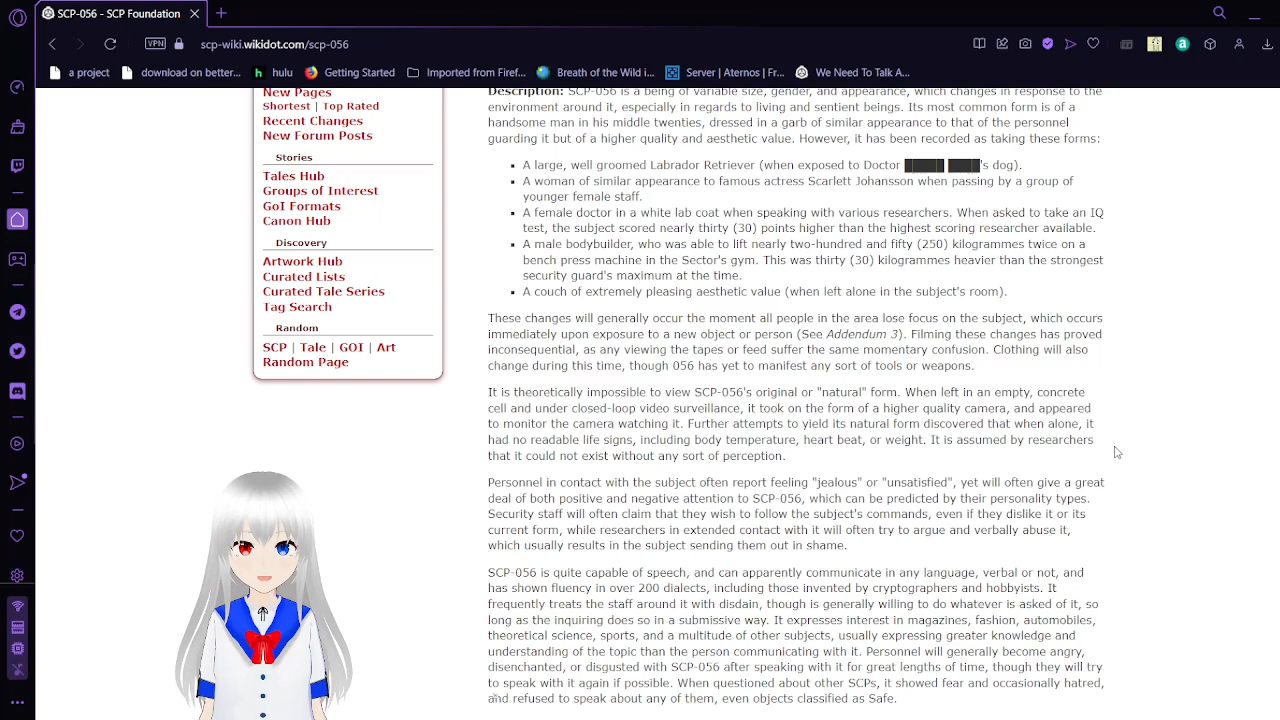 SCP-056 - SCP Foundation
VPN
scp-wiki.wikidot.com/scp-056
a project
download on better...
hulu
Getting Started
Imported from Firef...
Breath of the Wild i...
Server | Aternos | Fr...
We Need To Talk A...
New Pages
Shortest | Top Rated
Recent Changes
New Forum Posts
Stories
Tales Hub
Groups of Interest
GoI Formats
Canon Hub
Discovery
Artwork Hub
Curated Lists
Curated Tale Series
Tag Search
Random
SCP | Tale | GOI | Art
Random Page
Description: SCP-056 is a being of variable size, gender, and appearance, which changes in response to the
environment around it, especially in regards to living and sentient beings. Its most common form is of a
handsome man in his middle twenties, dressed in a garb of similar appearance to that of the personnel
guarding it but of a higher quality and aesthetic value. However, it has been recorded as taking these forms:
A large, well groomed Labrador Retriever (when exposed to Doctor █████ ████'s dog).
A woman of similar appearance to famous actress Scarlett Johansson when passing by a group of
younger female staff.
A female doctor in a white lab coat when speaking with various researchers. When asked to take an IQ
test, the subject scored nearly thirty (30) points higher than the highest scoring researcher available.
A male bodybuilder, who was able to lift nearly two-hundred and fifty (250) kilogrammes twice on a
bench press machine in the Sector's gym. This was thirty (30) kilogrammes heavier than the strongest
security guard's maximum at the time.
A couch of extremely pleasing aesthetic value (when left alone in the subject's room).
These changes will generally occur the moment all people in the area lose focus on the subject, which occurs
immediately upon exposure to a new object or person (See Addendum 3). Filming these changes has proved
inconsequential, as any viewing the tapes or feed suffer the same momentary confusion. Clothing will also
change during this time, though 056 has yet to manifest any sort of tools or weapons.
It is theoretically impossible to view SCP-056's original or "natural" form. When left in an empty, concrete
cell and under closed-loop video surveillance, it took on the form of a higher quality camera, and appeared
to monitor the camera watching it. Further attempts to yield its natural form discovered that when alone, it
had no readable life signs, including body temperature, heart beat, or weight. It is assumed by researchers
that it could not exist without any sort of perception.
Personnel in contact with the subject often report feeling "jealous" or "unsatisfied", yet will often give a great
deal of both positive and negative attention to SCP-056, which can be predicted by their personality types.
Security staff will often claim that they wish to follow the subject's commands, even if they dislike it or its
current form, while researchers in extended contact with it will often try to argue and verbally abuse it,
which usually results in the subject sending them out in shame.
SCP-056 is quite capable of speech, and can apparently communicate in any language, verbal or not, and
has shown fluency in over 200 dialects, including those invented by cryptographers and hobbyists. It
frequently treats the staff around it with disdain, though is generally willing to do whatever is asked of it, so
long as the inquiring does so in a submissive way. It expresses interest in magazines, fashion, automobiles,
theoretical science, sports, and a multitude of other subjects, usually expressing greater knowledge and
understanding of the topic than the person communicating with it. Personnel will generally become angry,
disenchanted, or disgusted with SCP-056 after speaking with it for great lengths of time, though they will try
to speak with it again if possible. When questioned about other SCPs, it showed fear and occasionally hatred,
and refused to speak about any of them, even objects classified as Safe.